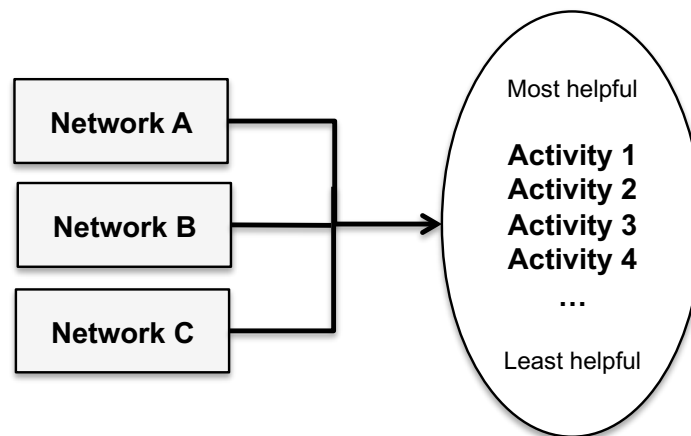 Network A
Network B
Network C
Most helpful
Activity 1
Activity 2
Activity 3
Activity 4
…
Least helpful